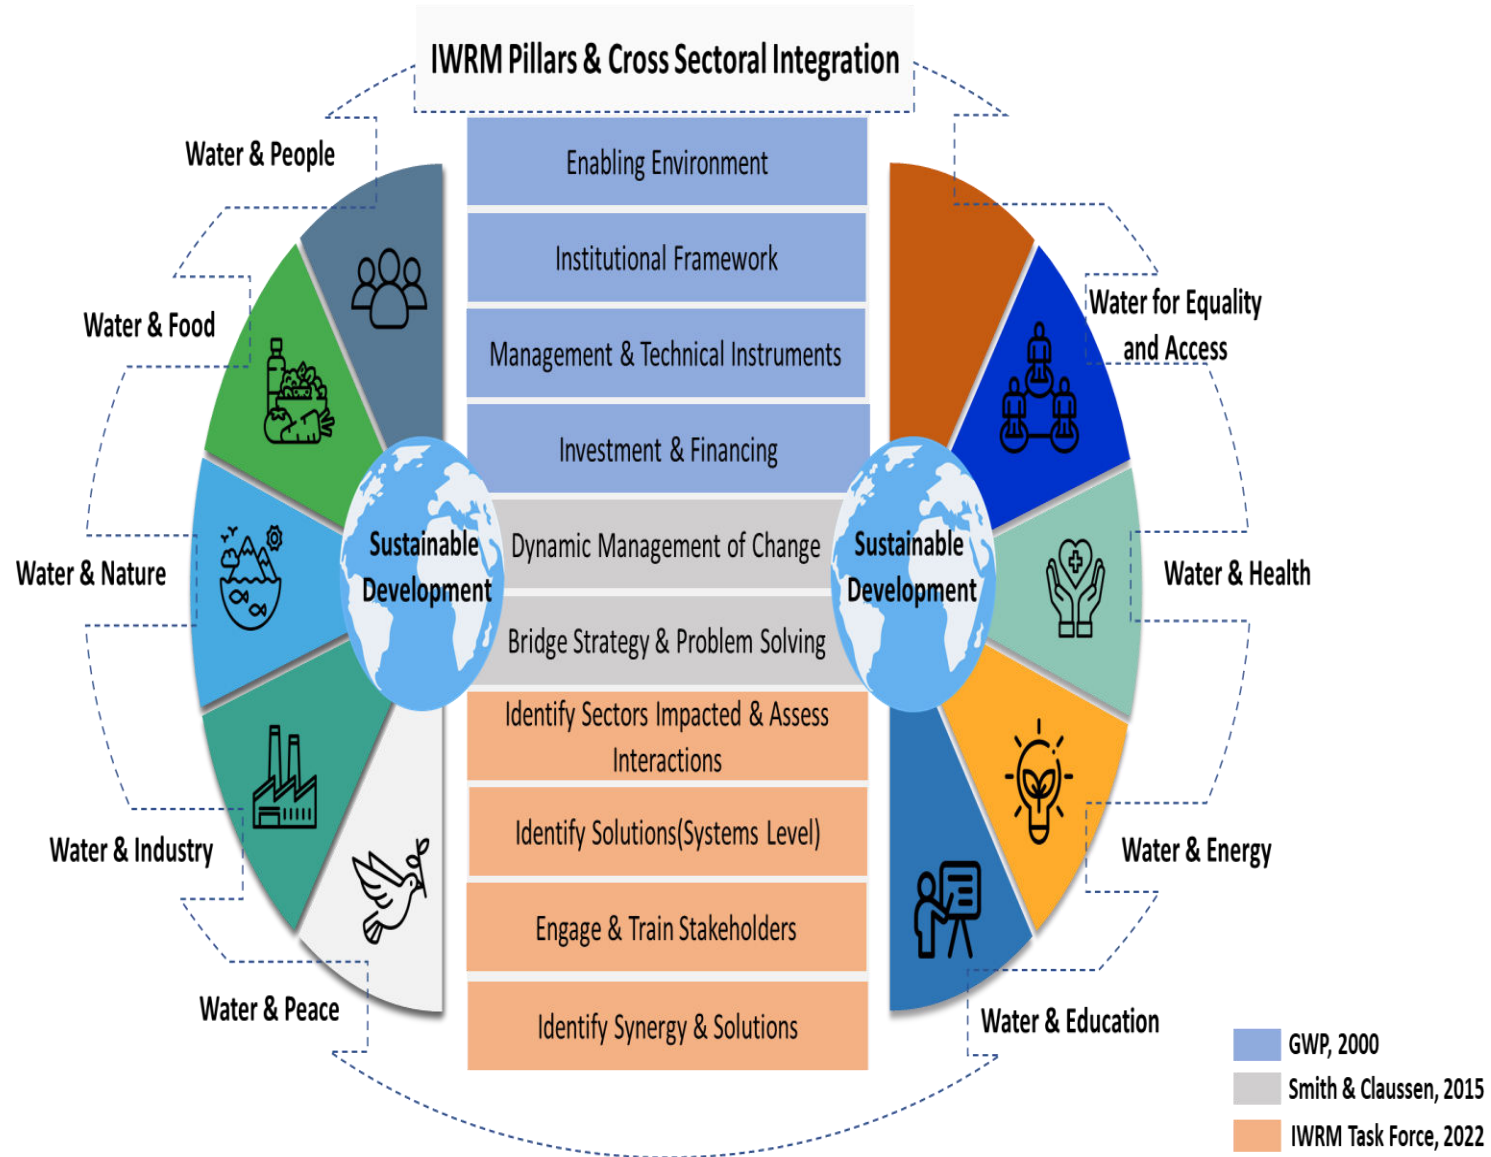 IWRM Pillars & Cross Sectoral Integration
Water & People
Water & Food
Water & Nature
Water & Industry
Water & Peace
Sustainable
Development
Enabling Environment
Institutional Framework
Management & Technical Instruments
Investment & Financing
Dynamic Management of Change
Bridge Strategy & Problem Solving
Identify Sectors Impacted & Assess
Interactions
Identify Solutions(Systems Level)
Engage & Train Stakeholders
Identify Synergy & Solutions
Sustainable
Development
Water for Equality
and Access
Water & Health
Water & Energy
Water & Education
GWP, 2000
Smith & Claussen, 2015
IWRM Task Force, 2022